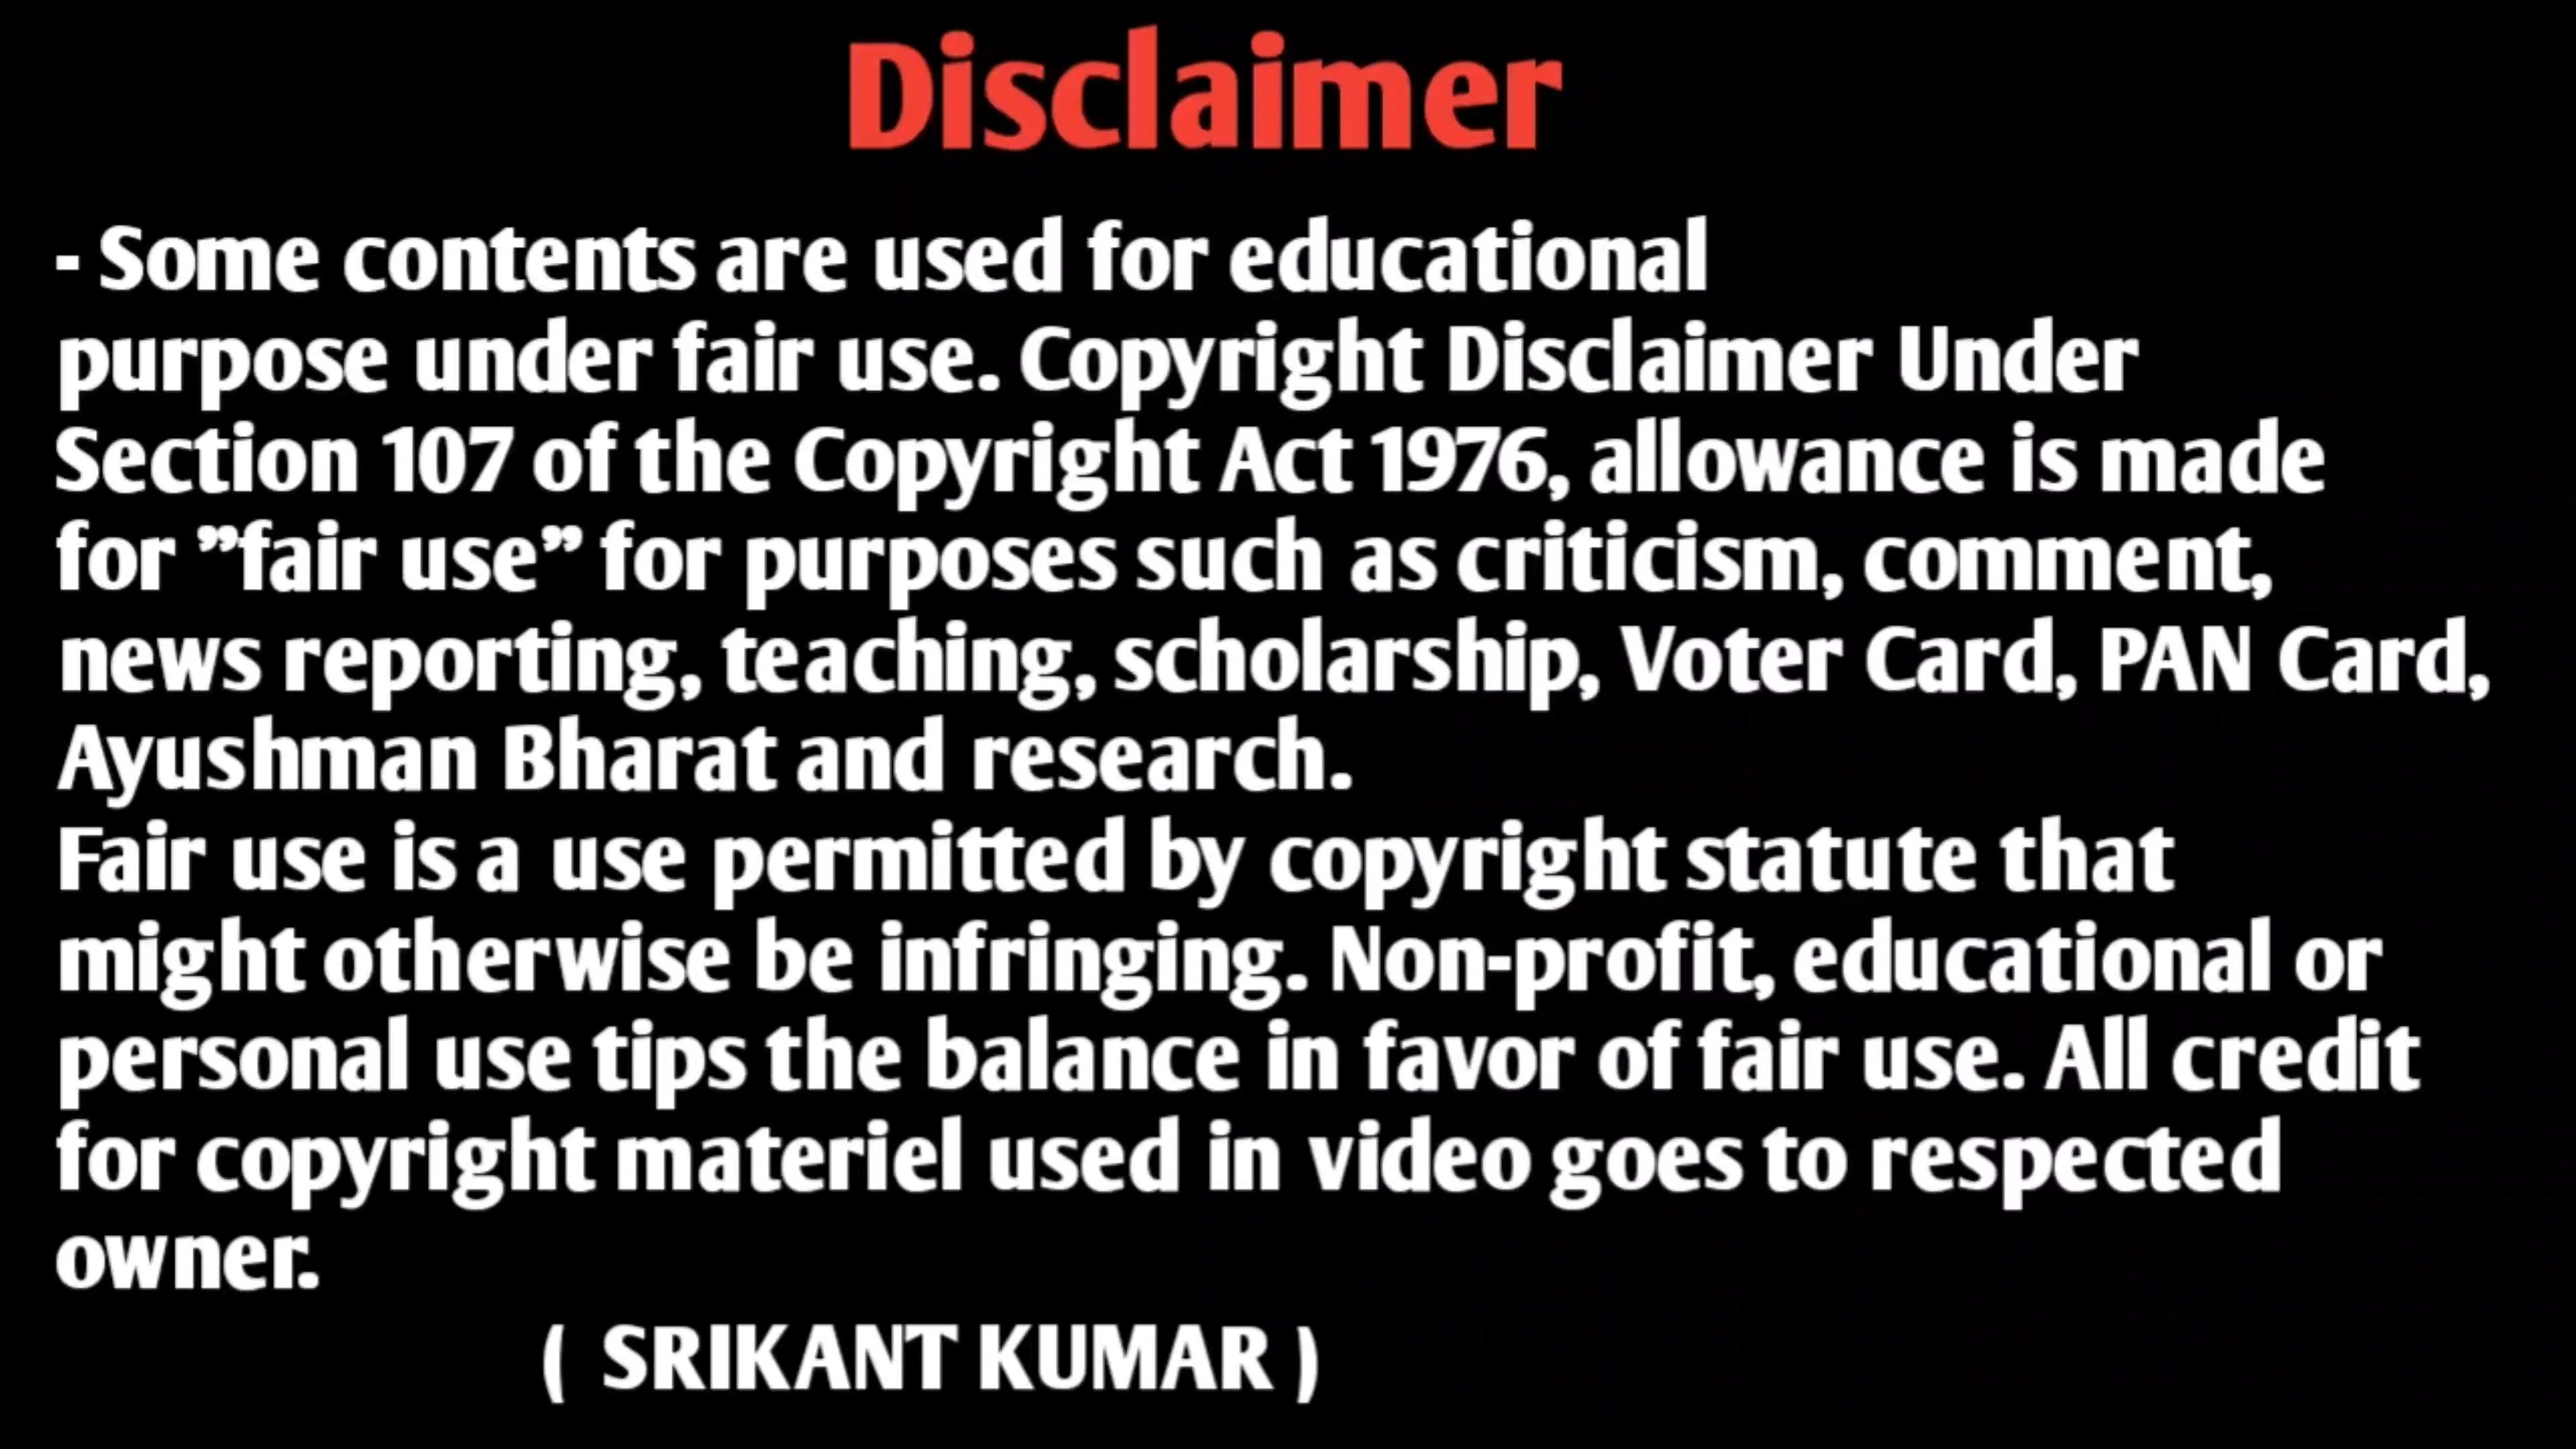 Disclaimer
- Some contents are used for educational
purpose under fair use. Copyright Disclaimer Under
Section 107 of the Copyright Act 1976, allowance is made
for ”fair use” for purposes such as criticism, comment,
news reporting, teaching, scholarship, Voter Card, PAN Card,
Ayushman Bharat and research.
Fair use is a use permitted by copyright statute that
might otherwise be infringing. Non-profit, educational or
personal use tips the balance in favor of fair use. All credit
for copyright materiel used in video goes to respected
owner.
( SRIKANT KUMAR )